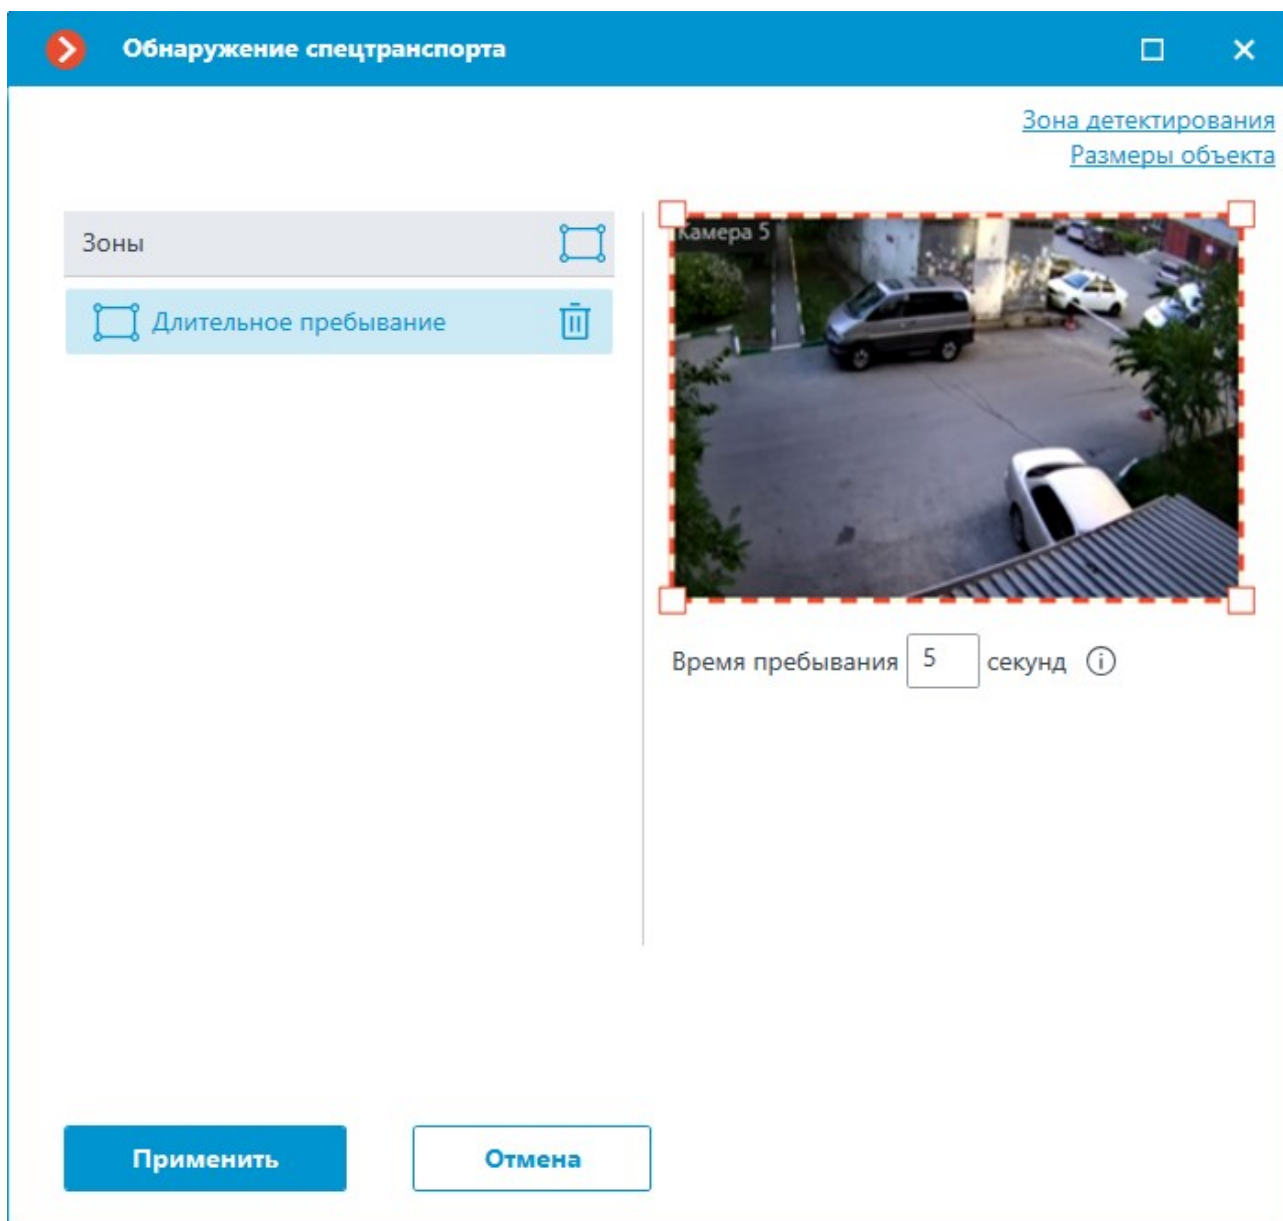 Обнаружение спецтранспорта
Зона детектирования
Размеры объекта
Зоны
Камера 5
Длительное пребывание
Время пребывания 5 секунд
Применить
Отмена